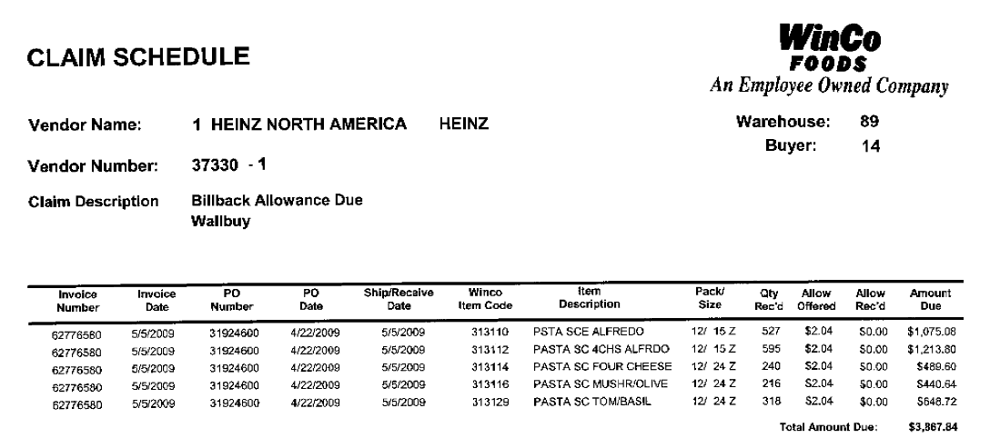 CLAIM SCHEDULE
WinCo
FOODS
An Employee Owned Company
Vendor Name: 1 HEINZ NORTH AMERICA HEINZ
Warehouse: 89
Buyer: 14
Vendor Number: 37330 - 1
Claim Description Billback Allowance Due
Wallbuy
Invoice Number Invoice Date PO Number PO Date Ship/Receive Date Winco Item Code Item Description Pack/ Size Qty Rec'd Allow Offered Allow Rec'd Amount Due
62776580 5/5/2009 31924600 4/22/2009 5/5/2009 313110 PSTA SCE ALFREDO 12/ 15 Z 527 $2.04 $0.00 $1,075.08
62776580 5/5/2009 31924600 4/22/2009 5/5/2009 313112 PASTA SC 4CHS ALFRDO 12/ 15 Z 595 $2.04 $0.00 $1,213.80
62776580 5/5/2009 31924600 4/22/2009 5/5/2009 313114 PASTA SC FOUR CHEESE 12/ 24 Z 240 $2.04 $0.00 $489.60
62776580 5/5/2009 31924600 4/22/2009 5/5/2009 313116 PASTA SC MUSHR/OLIVE 12/ 24 Z 216 $2.04 $0.00 $440.64
62776580 5/5/2009 31924600 4/22/2009 5/5/2009 313129 PASTA SC TOM/BASIL 12/ 24 Z 318 $2.04 $0.00 $648.72
Total Amount Due: $3,867.84